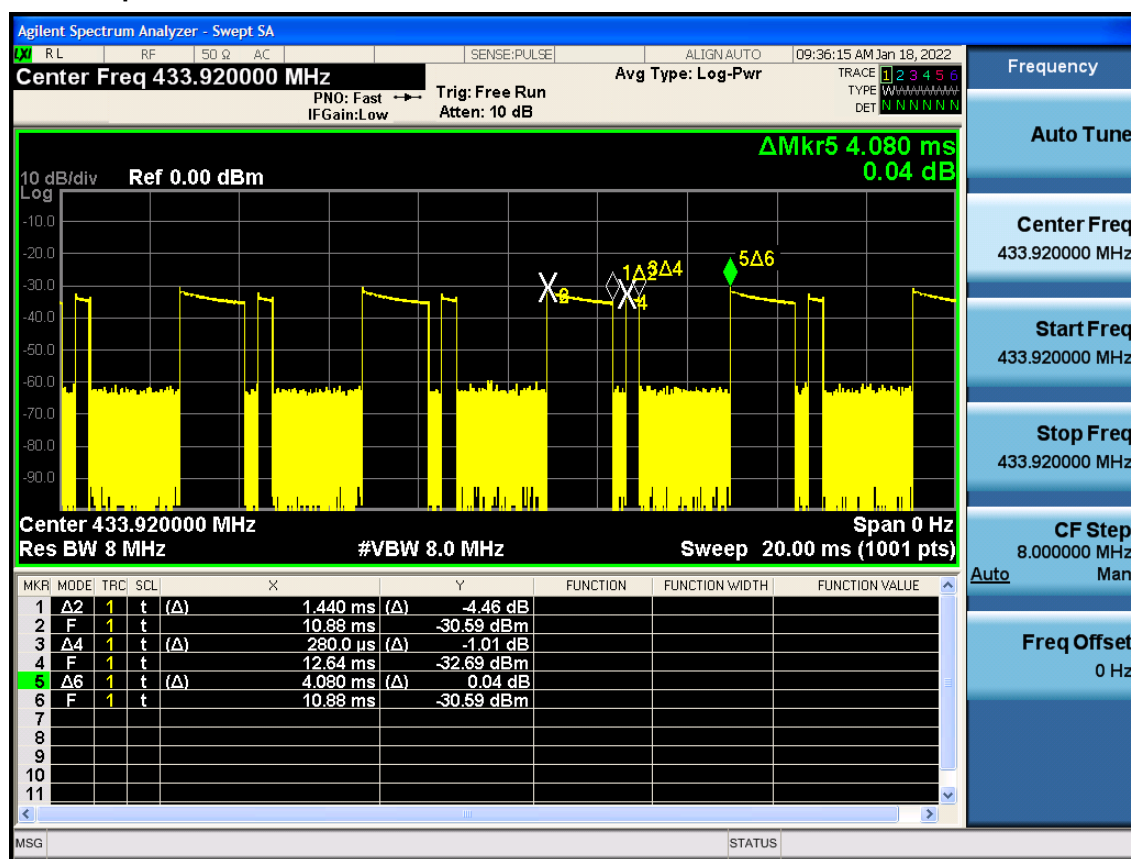 Agilent Spectrum Analyzer - Swept SA
LXI RL RF 50 Ω AC SENSE:PULSE ALIGN AUTO 09:36:15 AM Jan 18, 2022
Center Freq 433.920000 MHz
PNO: Fast
IFGain:Low
Trig: Free Run
Atten: 10 dB
Avg Type: Log-Pwr
TRACE 1 2 3 4 5 6
TYPE WWWWWW
DET N N N N N N
ΔMkr5 4.080 ms
0.04 dB
10 dB/div Ref 0.00 dBm
Log
-10.0
-20.0
-30.0
-40.0
-50.0
-60.0
-70.0
-80.0
-90.0
1Δ2 3Δ4 5Δ6
4
Center 433.920000 MHz Span 0 Hz
Res BW 8 MHz #VBW 8.0 MHz Sweep 20.00 ms (1001 pts)
MKR MODE TRC SCL X Y FUNCTION FUNCTION WIDTH FUNCTION VALUE
1 Δ2 1 t (Δ) 1.440 ms (Δ) -4.46 dB
2 F 1 t 10.88 ms -30.59 dBm
3 Δ4 1 t (Δ) 280.0 µs (Δ) -1.01 dB
4 F 1 t 12.64 ms -32.69 dBm
5 Δ6 1 t (Δ) 4.080 ms (Δ) 0.04 dB
6 F 1 t 10.88 ms -30.59 dBm
7
8
9
10
11
MSG STATUS
Frequency
Auto Tune
Center Freq
433.920000 MHz
Start Freq
433.920000 MHz
Stop Freq
433.920000 MHz
CF Step
8.000000 MHz
Auto Man
Freq Offset
0 Hz